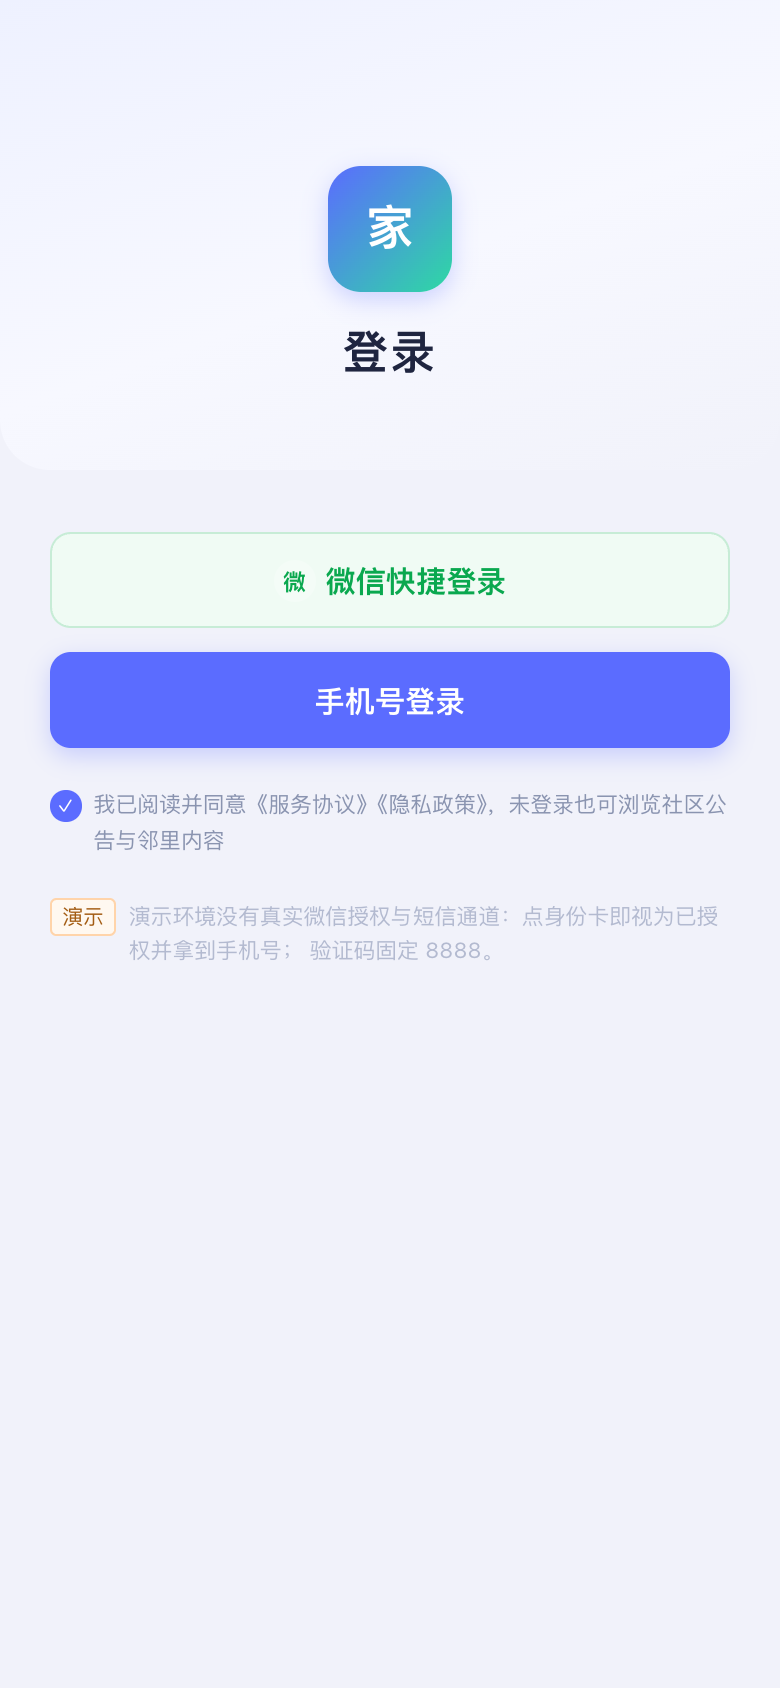 家
登录
微 微信快捷登录
手机号登录
我已阅读并同意《服务协议》《隐私政策》，未登录也可浏览社区公
告与邻里内容
演示 演示环境没有真实微信授权与短信通道：点身份卡即视为已授
权并拿到手机号； 验证码固定 8888。